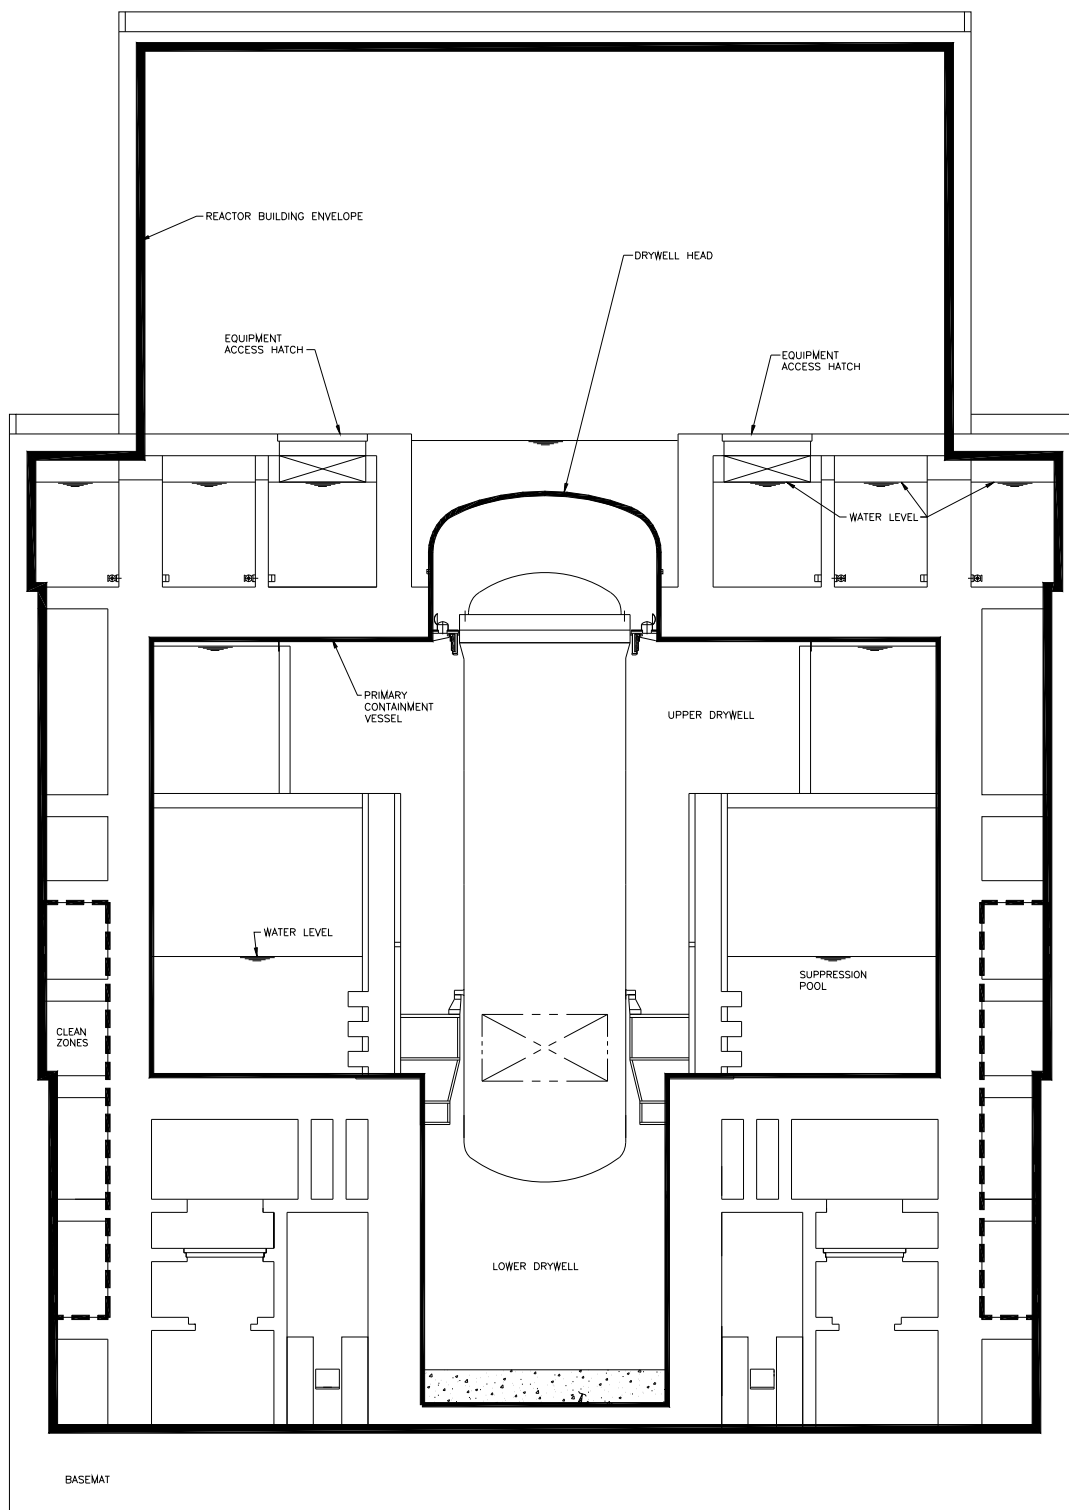 REACTOR BUILDING ENVELOPE
DRYWELL HEAD
EQUIPMENT
ACCESS HATCH
EQUIPMENT
ACCESS HATCH
WATER LEVEL
PRIMARY
CONTAINMENT
VESSEL
UPPER DRYWELL
WATER LEVEL
SUPPRESSION
POOL
CLEAN
ZONES
LOWER DRYWELL
BASEMAT